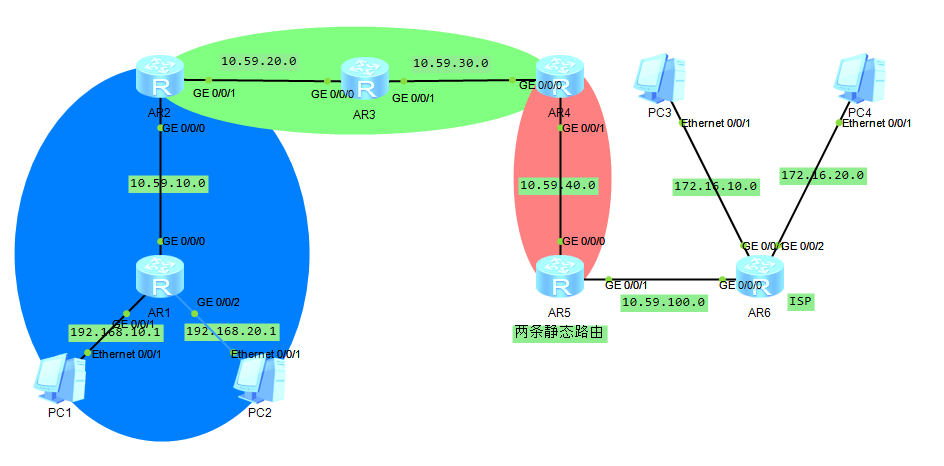 10.59.20.0
10.59.30.0
R
R
R
GE 0/0/1
GE 0/0/0
GE 0/0/1
GE 0/0/0
AR2
AR3
AR4
PC3
PC4
GE 0/0/0
GE 0/0/1
Ethernet 0/0/1
Ethernet 0/0/1
10.59.10.0
10.59.40.0
172.16.10.0
172.16.20.0
GE 0/0/0
GE 0/0/0
GE 0/0/1
GE 0/0/2
R
R
R
GE 0/0/1
GE 0/0/0
GE 0/0/2
10.59.100.0
ISP
AR1
AR5
AR6
GE 0/0/1
192.168.10.1
192.168.20.1
两条静态路由
Ethernet 0/0/1
Ethernet 0/0/1
PC1
PC2